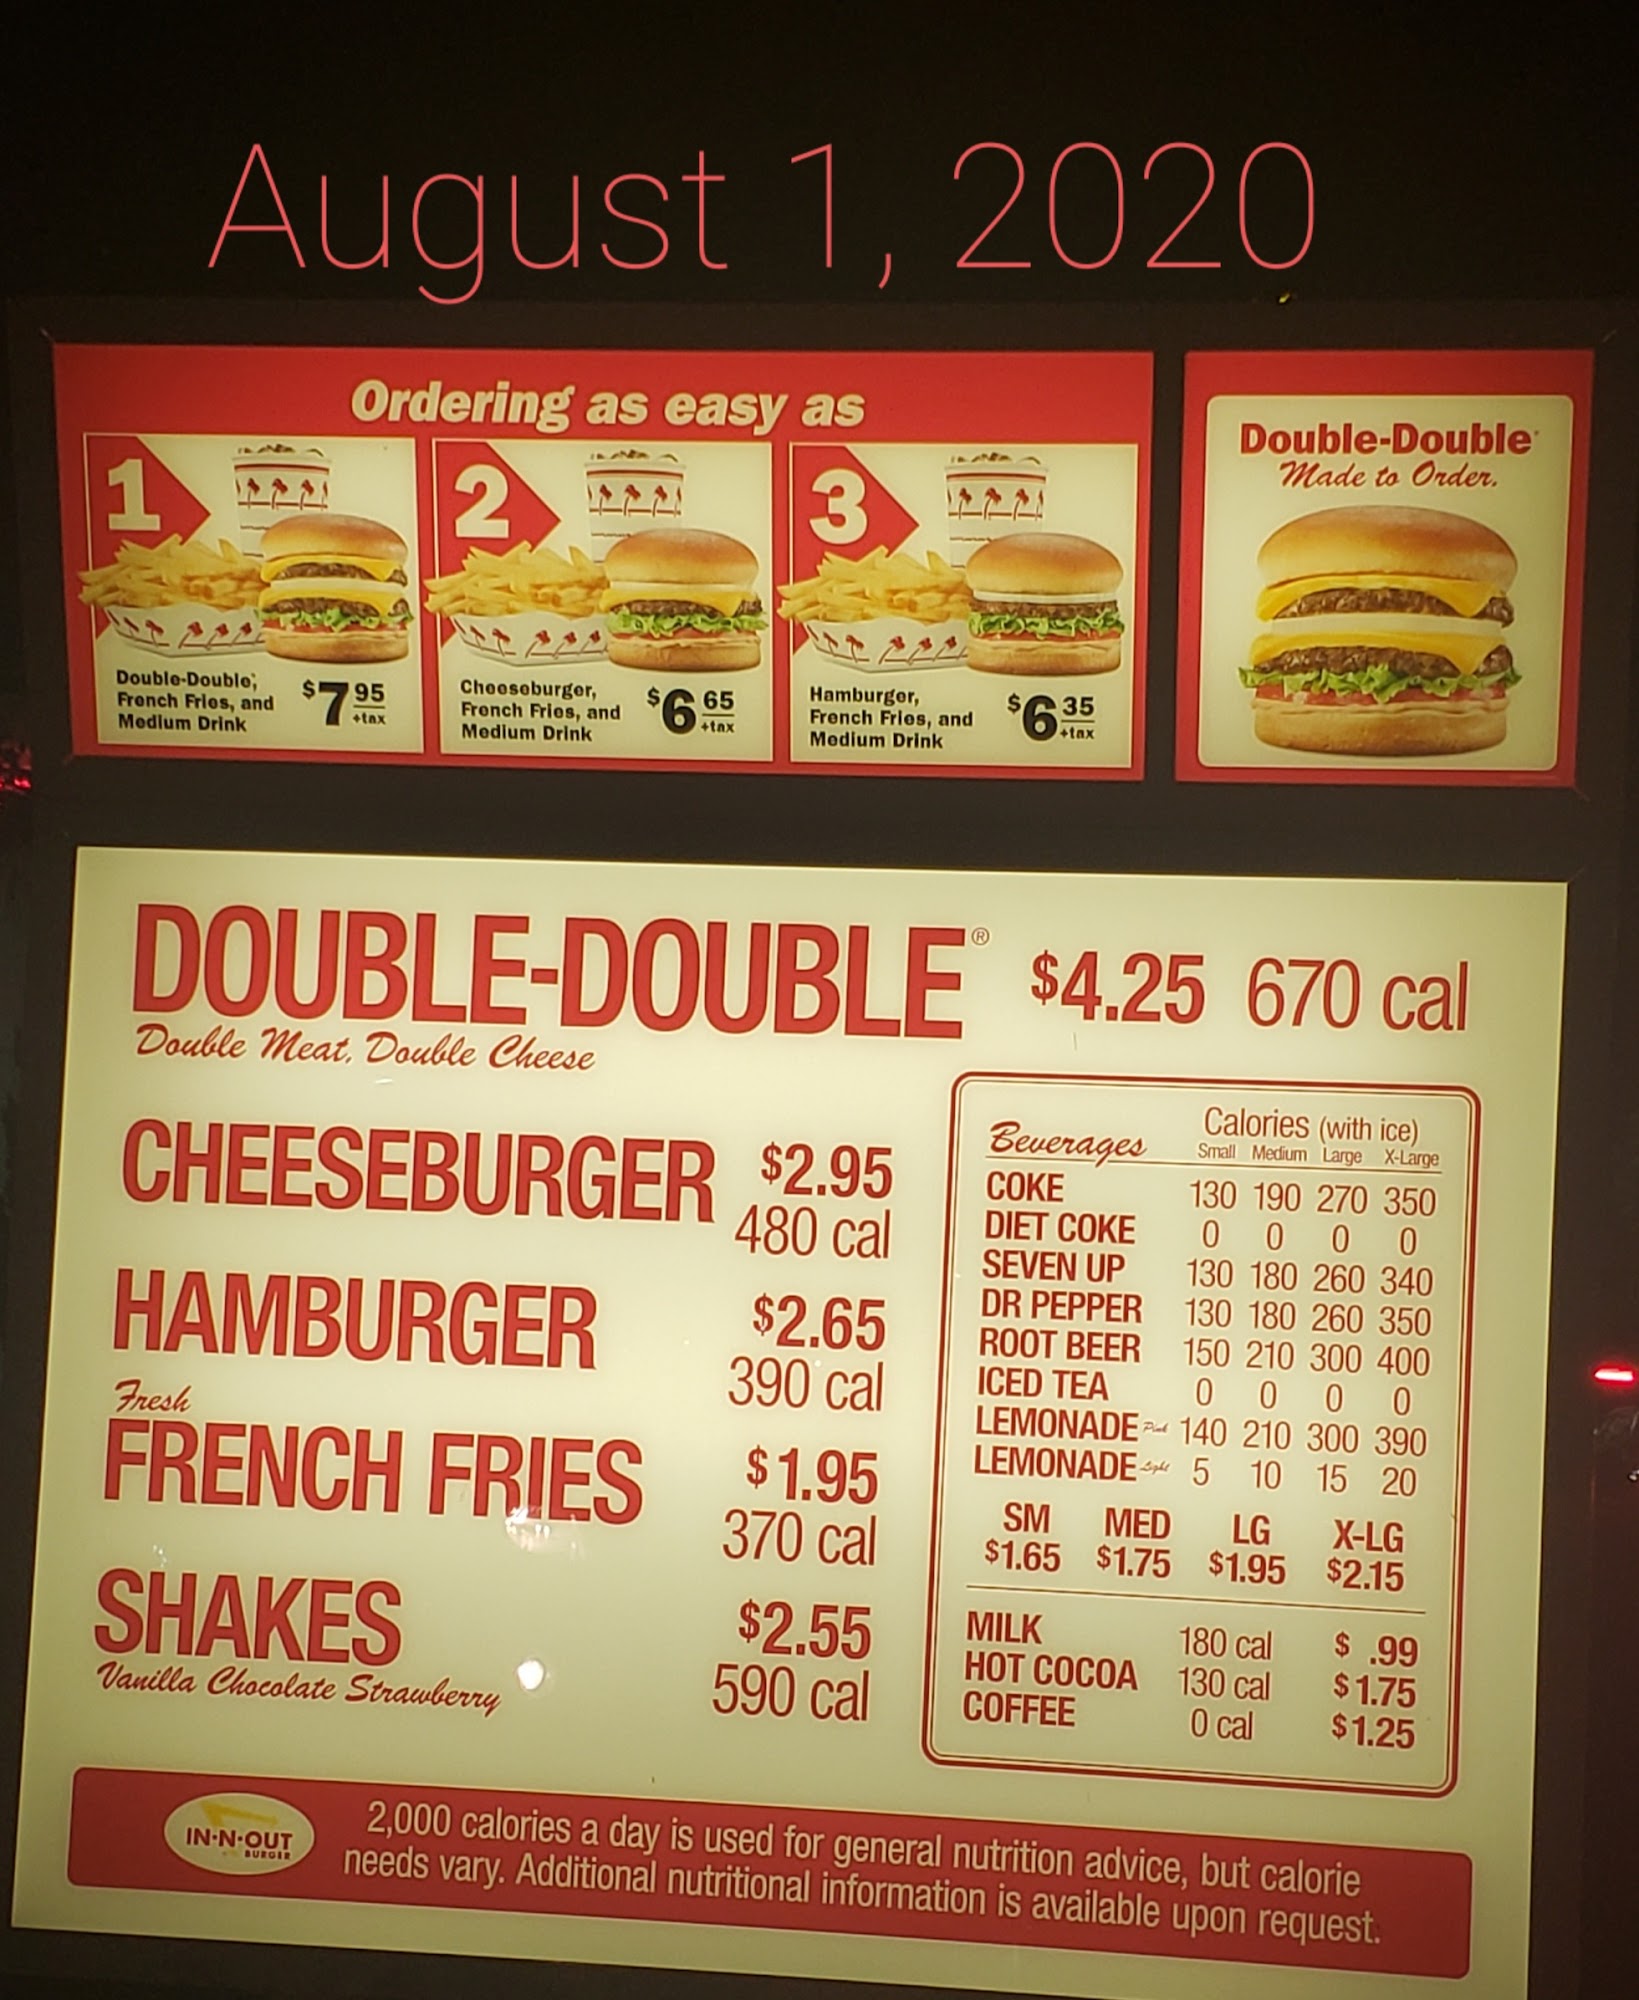 August 1, 2020
Ordering as easy as
1
Double-Double,
French Fries, and
Medium Drink
$7 95
+tax
2
Cheeseburger,
French Fries, and
Medium Drink
$6 65
+tax
3
Hamburger,
French Fries, and
Medium Drink
$6 35
+tax
Double-Double
Made to Order.
DOUBLE-DOUBLE® $4.25 670 cal
Double Meat, Double Cheese
CHEESEBURGER $2.95
480 cal
HAMBURGER $2.65
390 cal
Fresh
FRENCH FRIES $1.95
370 cal
SHAKES $2.55
Vanilla Chocolate Strawberry 590 cal
Beverages Calories (with ice)
Small Medium Large X-Large
COKE 130 190 270 350
DIET COKE 0 0 0 0
SEVEN UP 130 180 260 340
DR PEPPER 130 180 260 350
ROOT BEER 150 210 300 400
ICED TEA 0 0 0 0
LEMONADE Pink 140 210 300 390
LEMONADE Light 5 10 15 20
SM MED LG X-LG
$1.65 $1.75 $1.95 $2.15
MILK 180 cal $ .99
HOT COCOA 130 cal $1.75
COFFEE 0 cal $1.25
IN-N-OUT
BURGER
2,000 calories a day is used for general nutrition advice, but calorie
needs vary. Additional nutritional information is available upon request.